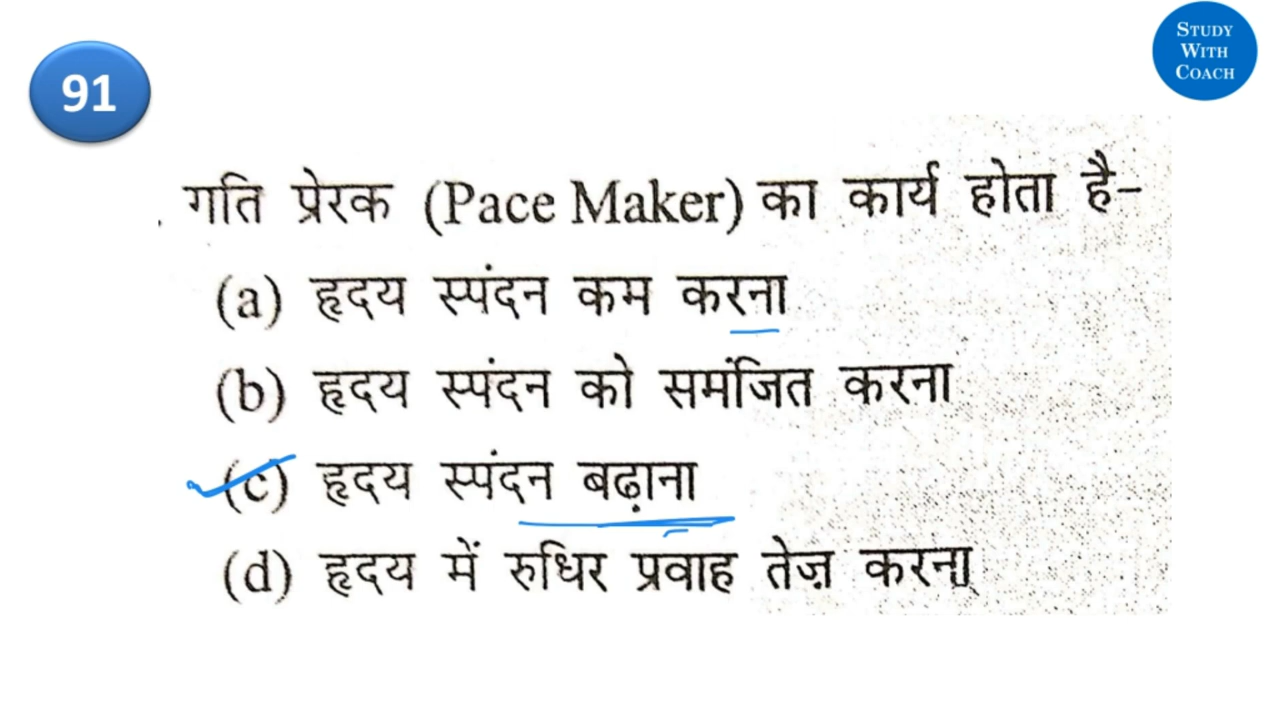 91
STUDY
WITH
COACH
गति प्रेरक (Pace Maker) का कार्य होता है-
(a) हृदय स्पंदन कम करना
(b) हृदय स्पंदन को समंजित करना
(c) हृदय स्पंदन बढ़ाना
(d) हृदय में रुधिर प्रवाह तेज़ करना